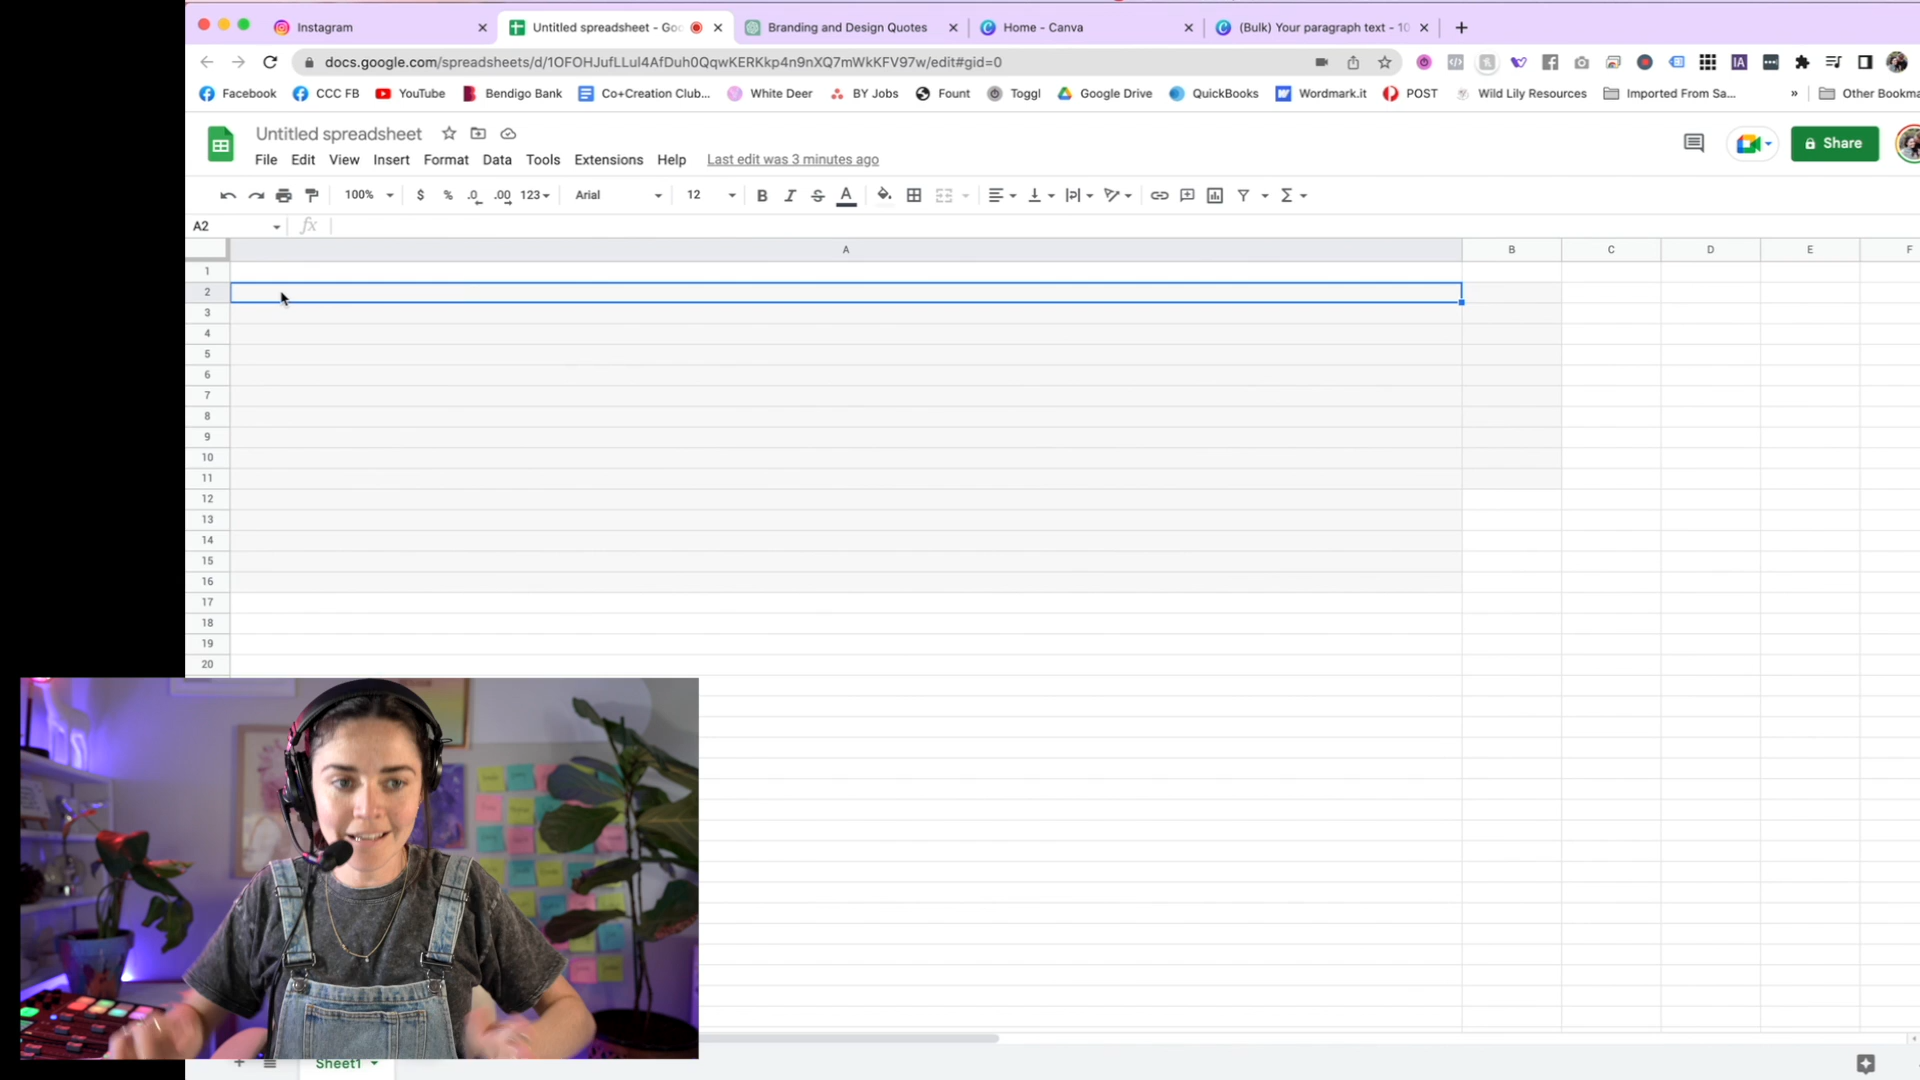 Instagram
Untitled spreadsheet - Goo
Branding and Design Quotes
Home - Canva
(Bulk) Your paragraph text - 10
docs.google.com/spreadsheets/d/1OFOHJufLLul4AfDuh0QqwKERKkp4n9nXQ7mWkKFV97w/edit#gid=0
Facebook CCC FB YouTube Bendigo Bank Co+Creation Club... White Deer BY Jobs Fount Toggl Google Drive QuickBooks Wordmark.it POST Wild Lily Resources Imported From Sa... » Other Bookma
Untitled spreadsheet
Share
File Edit View Insert Format Data Tools Extensions Help Last edit was 3 minutes ago
100% $ % .0 .00 123 Arial 12 B I S A
A2 fx
A B C D E F
1
2
3
4
5
6
7
8
9
10
11
12
13
14
15
16
17
18
19
20
Sheet1